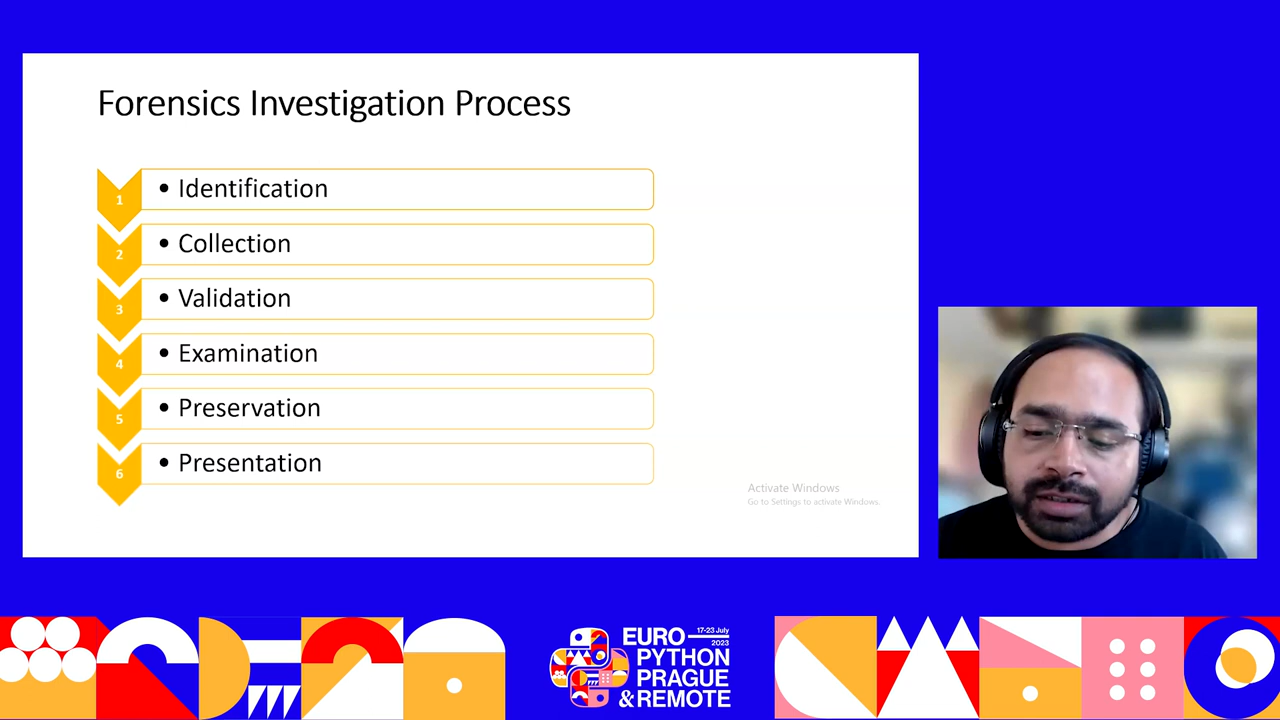 Forensics Investigation Process
1
• Identification
2
• Collection
3
• Validation
4
• Examination
5
• Preservation
6
• Presentation
Activate Windows
Go to Settings to activate Windows.
EURO 17-23 July
2023
PYTHON
PRAGUE
& REMOTE